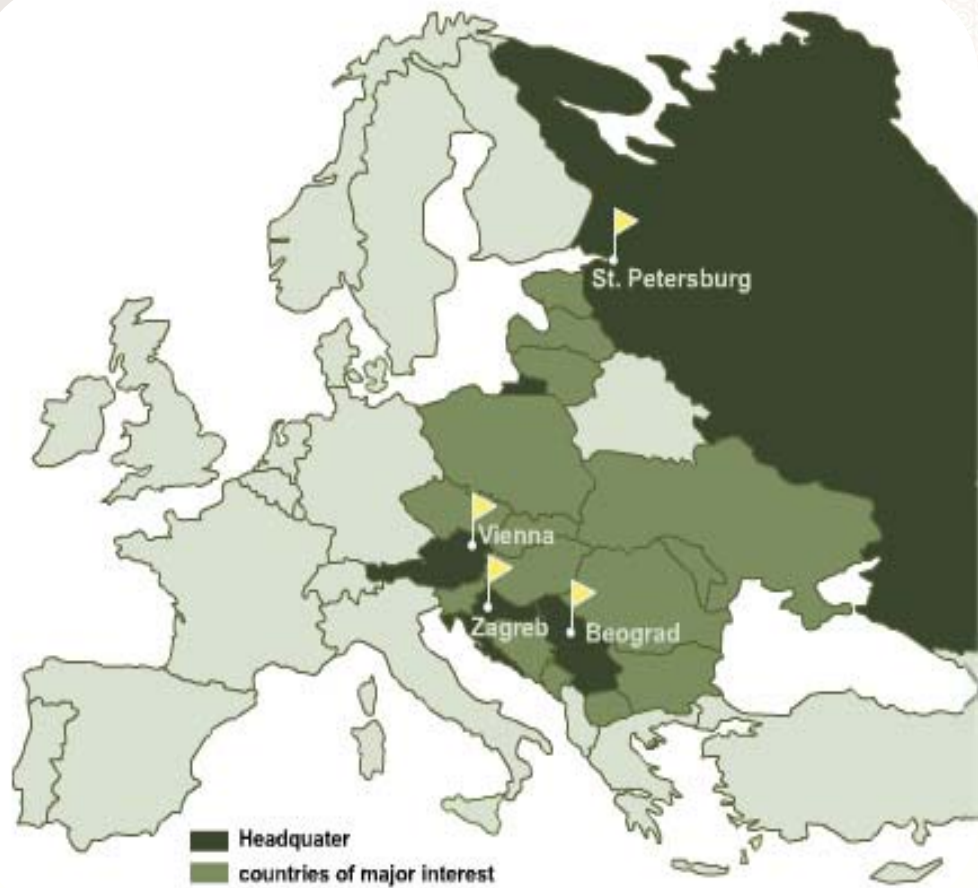 St. Petersburg
Vienna
Zagreb
Beograd
Headquater
countries of major interest